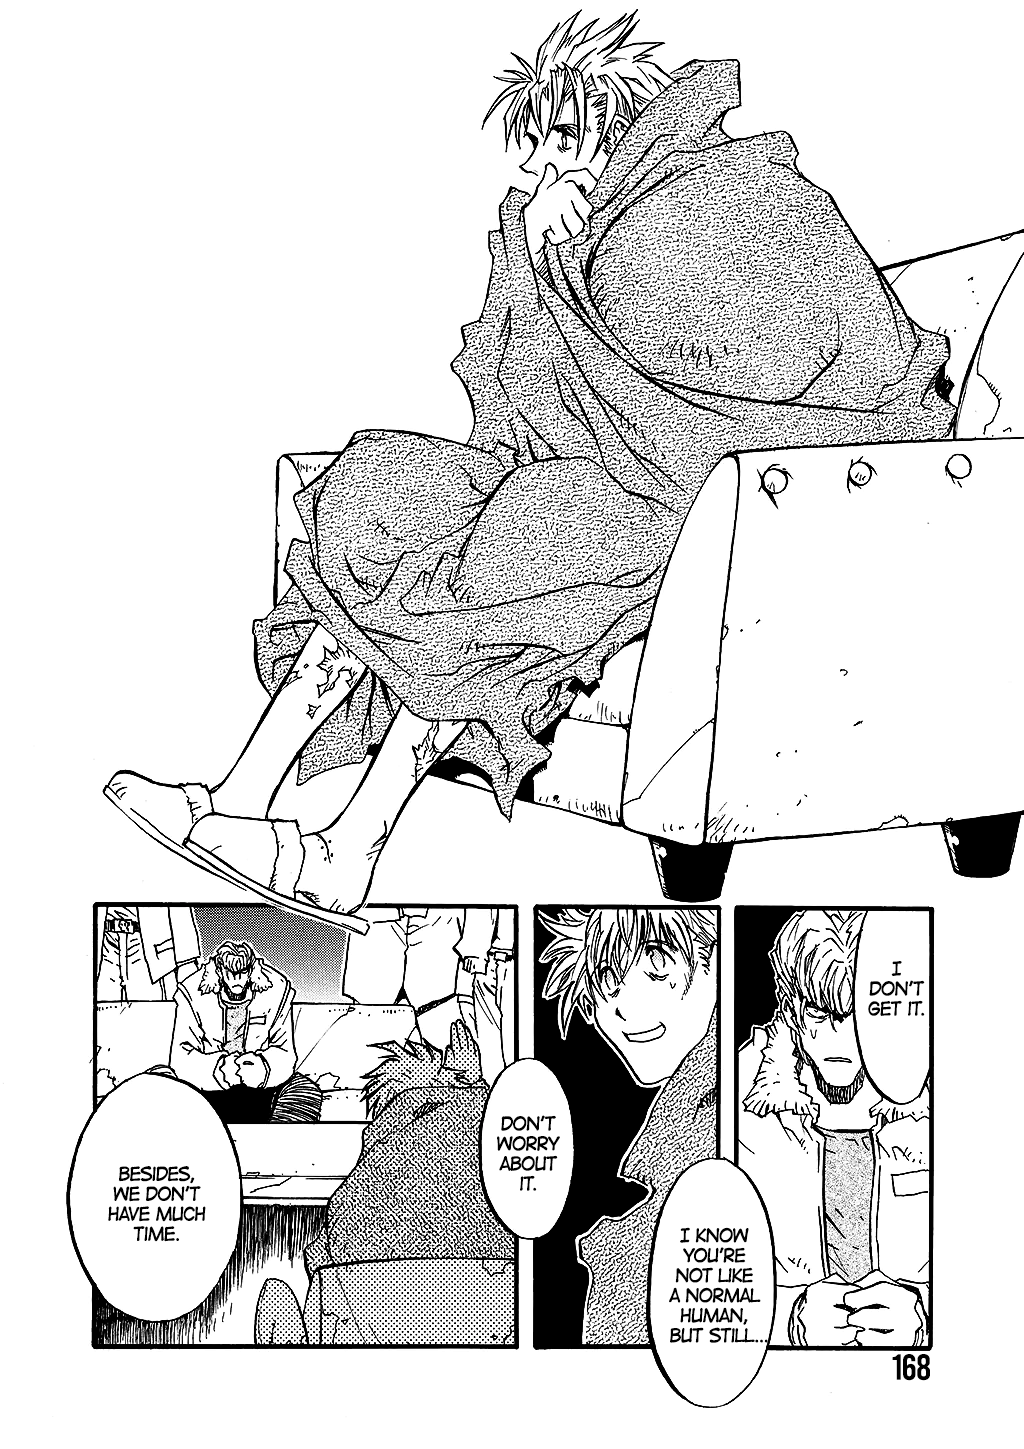 I
DON'T
GET IT.
I KNOW
YOU'RE
NOT LIKE
A NORMAL
HUMAN,
BUT STILL...
DON'T
WORRY
ABOUT
IT.
BESIDES,
WE DON'T
HAVE MUCH
TIME.
168